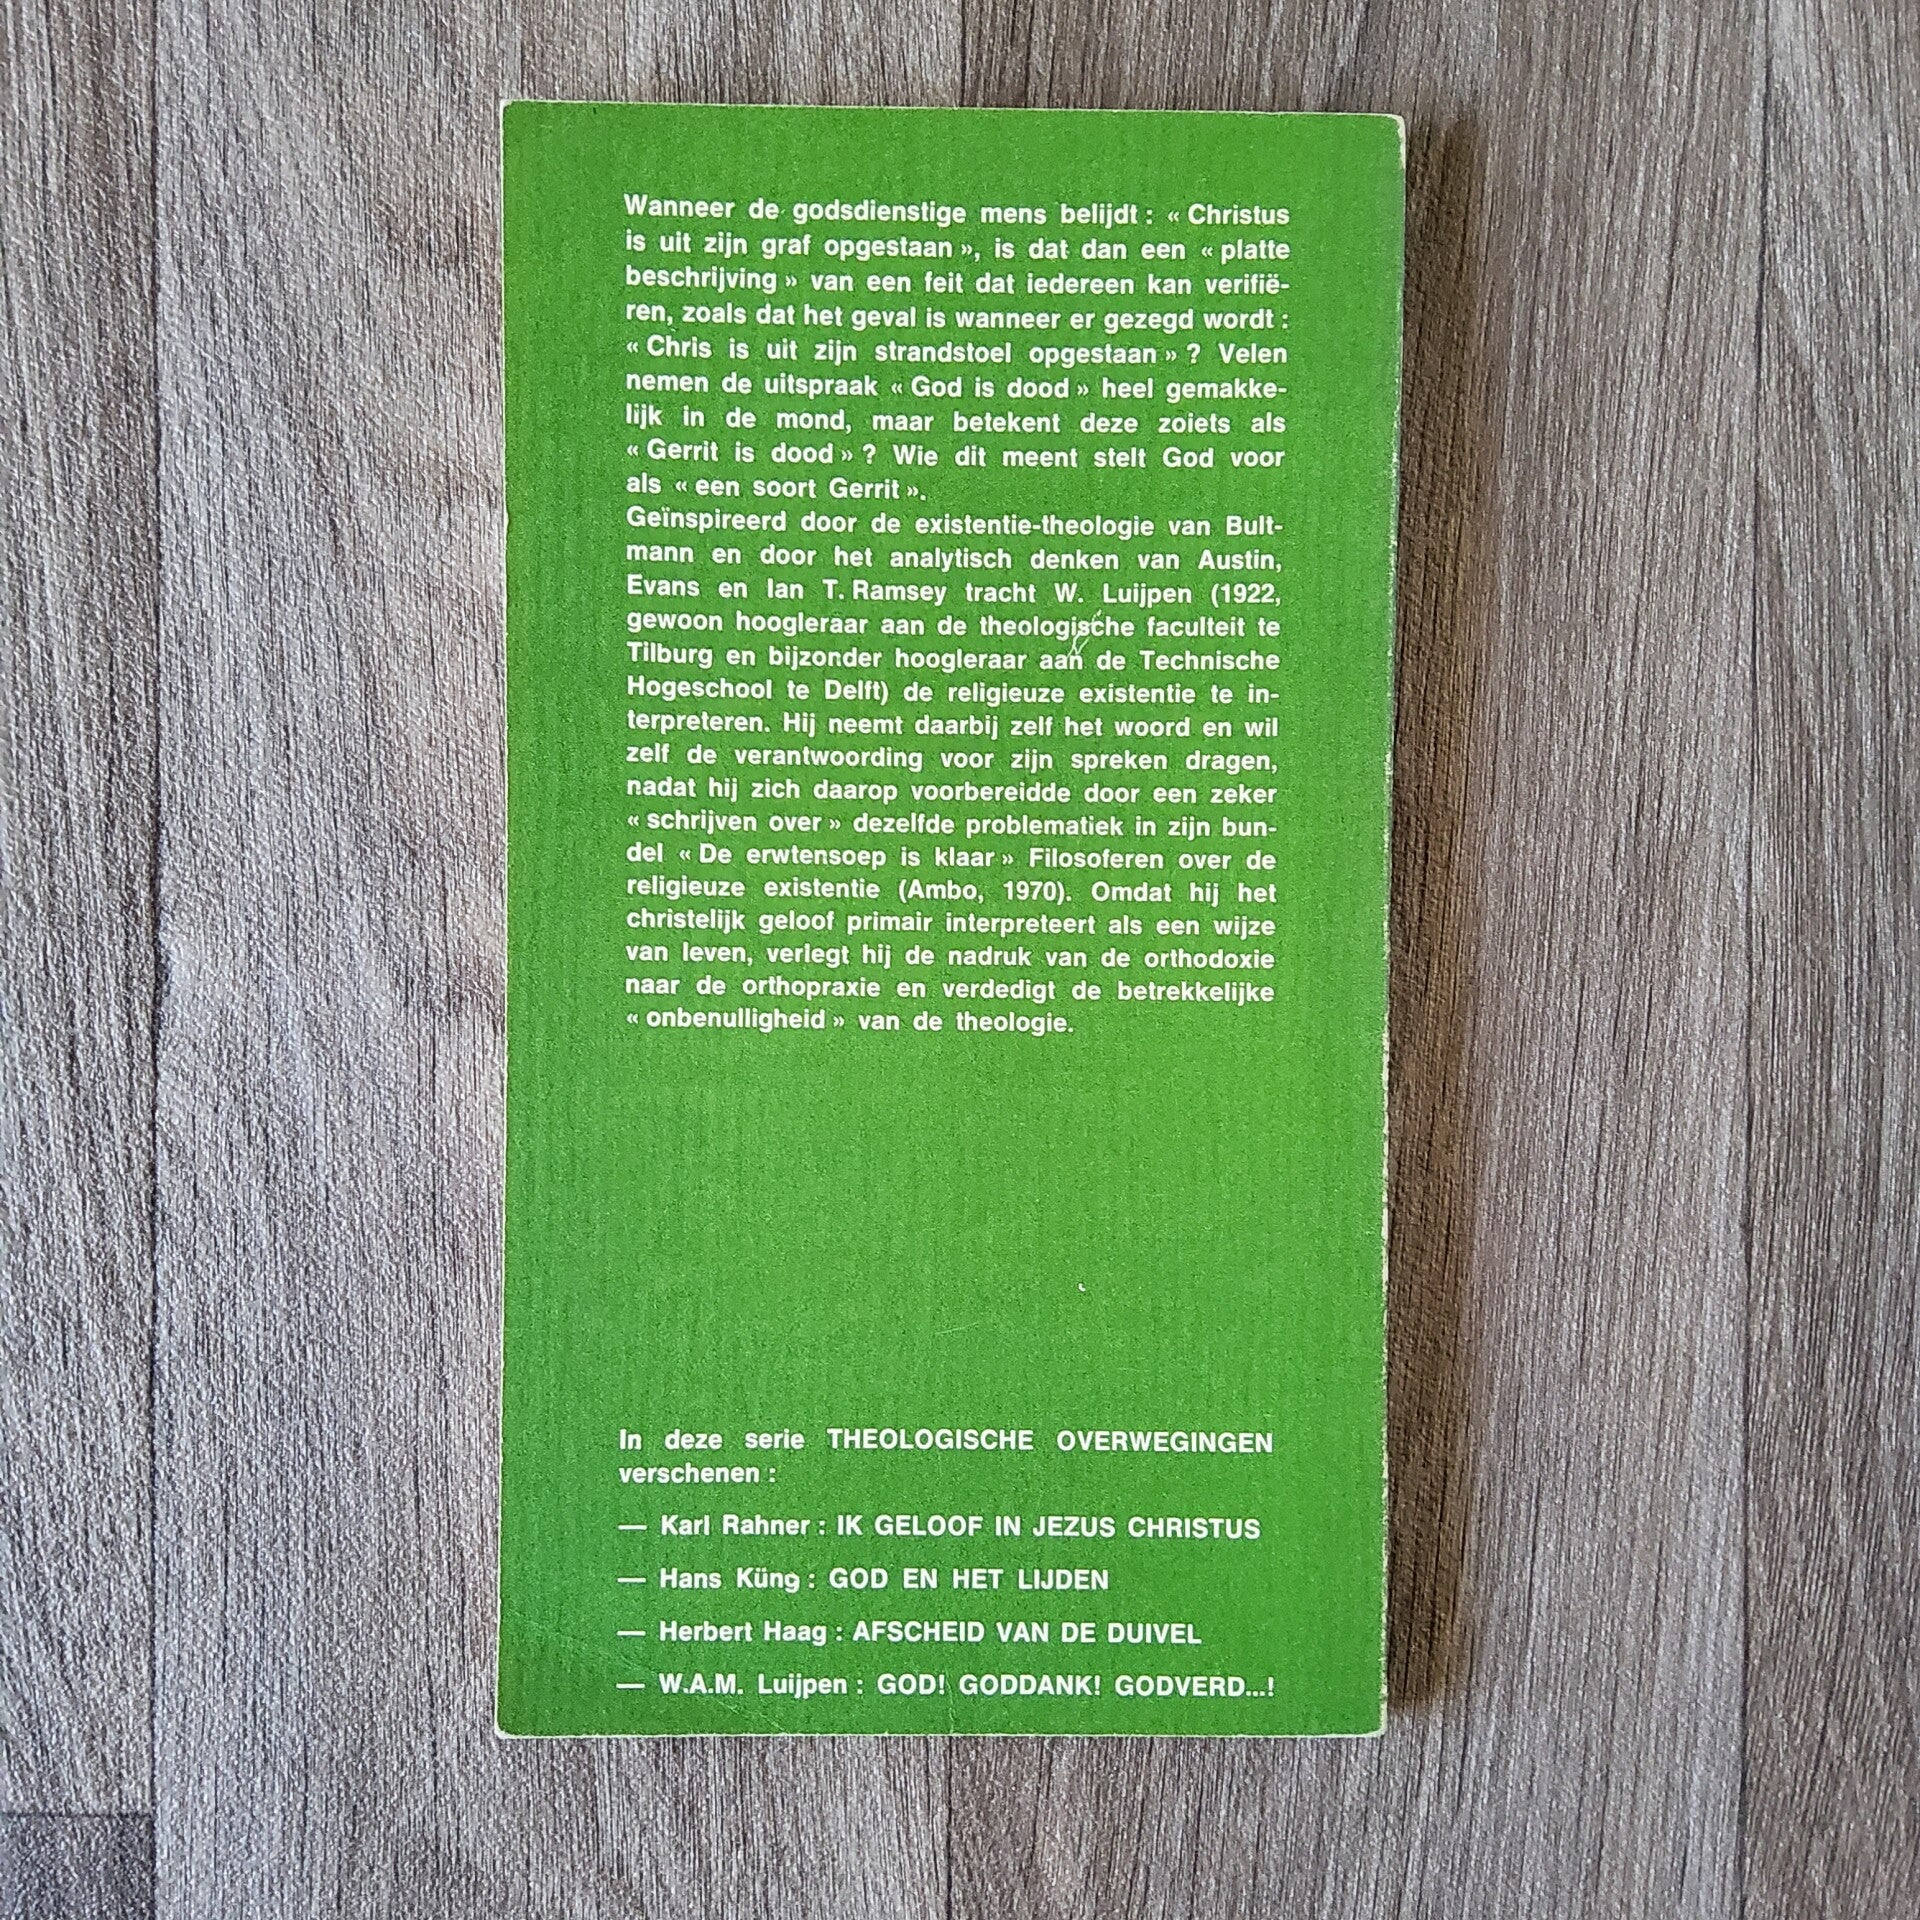 Wanneer de godsdienstige mens belijdt : « Christus
is uit zijn graf opgestaan », is dat dan een « platte
beschrijving » van een feit dat iedereen kan verifië-
ren, zoals dat het geval is wanneer er gezegd wordt :
« Chris is uit zijn strandstoel opgestaan » ? Velen
nemen de uitspraak « God is dood » heel gemakke-
lijk in de mond, maar betekent deze zoiets als
« Gerrit is dood » ? Wie dit meent stelt God voor
als « een soort Gerrit ».
Geïnspireerd door de existentie-theologie van Bult-
mann en door het analytisch denken van Austin,
Evans en Ian T. Ramsey tracht W. Luijpen (1922,
gewoon hoogleraar aan de theologische faculteit te
Tilburg en bijzonder hoogleraar aan de Technische
Hogeschool te Delft) de religieuze existentie te in-
terpreteren. Hij neemt daarbij zelf het woord en wil
zelf de verantwoording voor zijn spreken dragen,
nadat hij zich daarop voorbereidde door een zeker
« schrijven over » dezelfde problematiek in zijn bun-
del « De erwtensoep is klaar » Filosoferen over de
religieuze existentie (Ambo, 1970). Omdat hij het
christelijk geloof primair interpreteert als een wijze
van leven, verlegt hij de nadruk van de orthodoxie
naar de orthopraxie en verdedigt de betrekkelijke
« onbenulligheid » van de theologie.
In deze serie THEOLOGISCHE OVERWEGINGEN
verschenen :
— Karl Rahner : IK GELOOF IN JEZUS CHRISTUS
— Hans Küng : GOD EN HET LIJDEN
— Herbert Haag : AFSCHEID VAN DE DUIVEL
— W.A.M. Luijpen : GOD! GODDANK! GODVERD...!